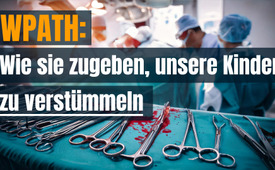 WPATH:
Wie sie zugeben, unsere Kinder
zu verstümmeln